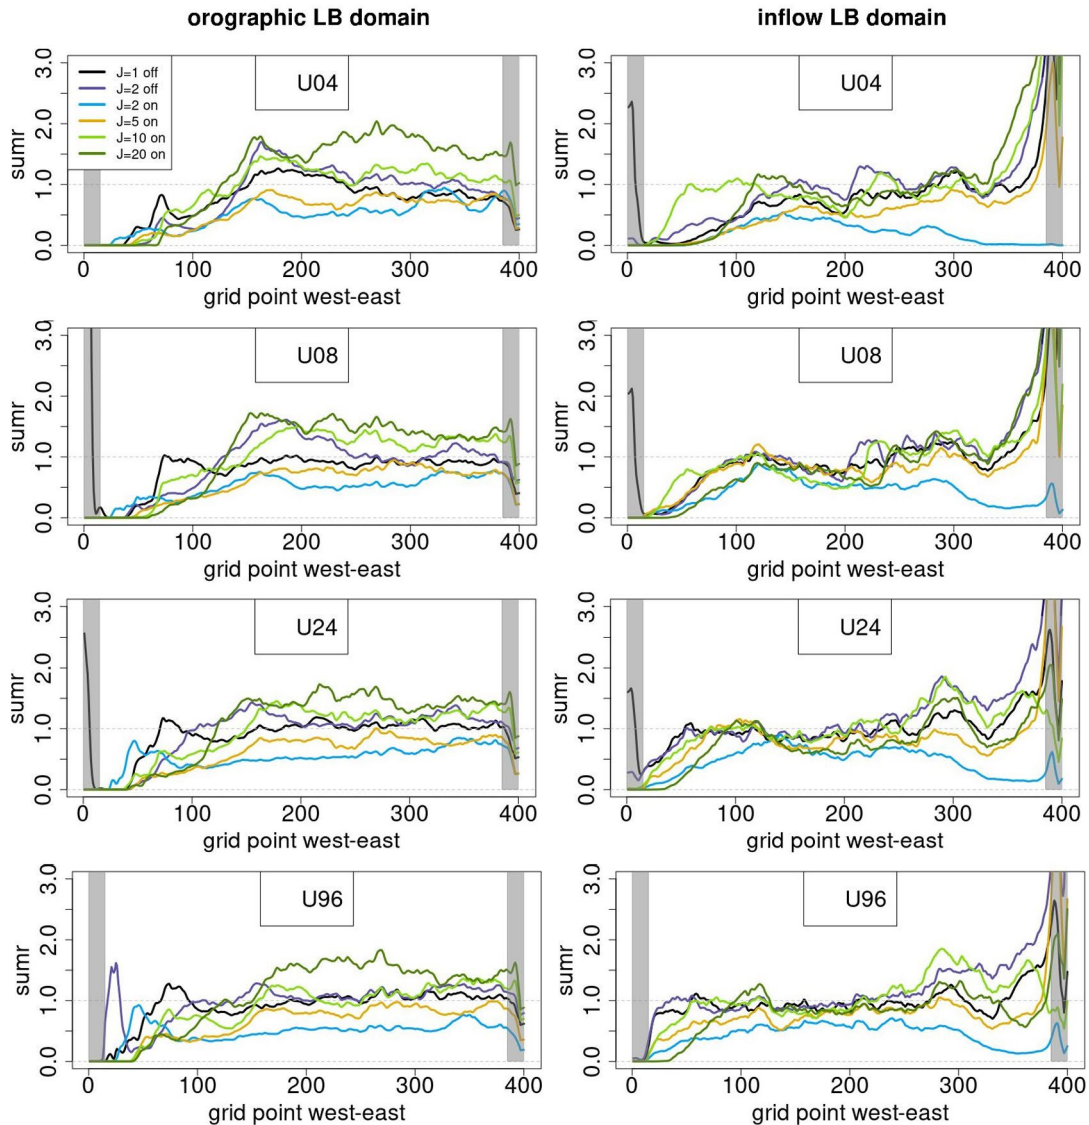 orographic LB domain
inflow LB domain
3.0
2.0
1.0
0.0
sumr
J=1 off
J=2 off
J=2 on
J=5 on
J=10 on
J=20 on
U04
0 100 200 300 400
grid point west-east
3.0
2.0
1.0
0.0
sumr
U04
0 100 200 300 400
grid point west-east
3.0
2.0
1.0
0.0
sumr
U08
0 100 200 300 400
grid point west-east
3.0
2.0
1.0
0.0
sumr
U08
0 100 200 300 400
grid point west-east
3.0
2.0
1.0
0.0
sumr
U24
0 100 200 300 400
grid point west-east
3.0
2.0
1.0
0.0
sumr
U24
0 100 200 300 400
grid point west-east
3.0
2.0
1.0
0.0
sumr
U96
0 100 200 300 400
grid point west-east
3.0
2.0
1.0
0.0
sumr
U96
0 100 200 300 400
grid point west-east